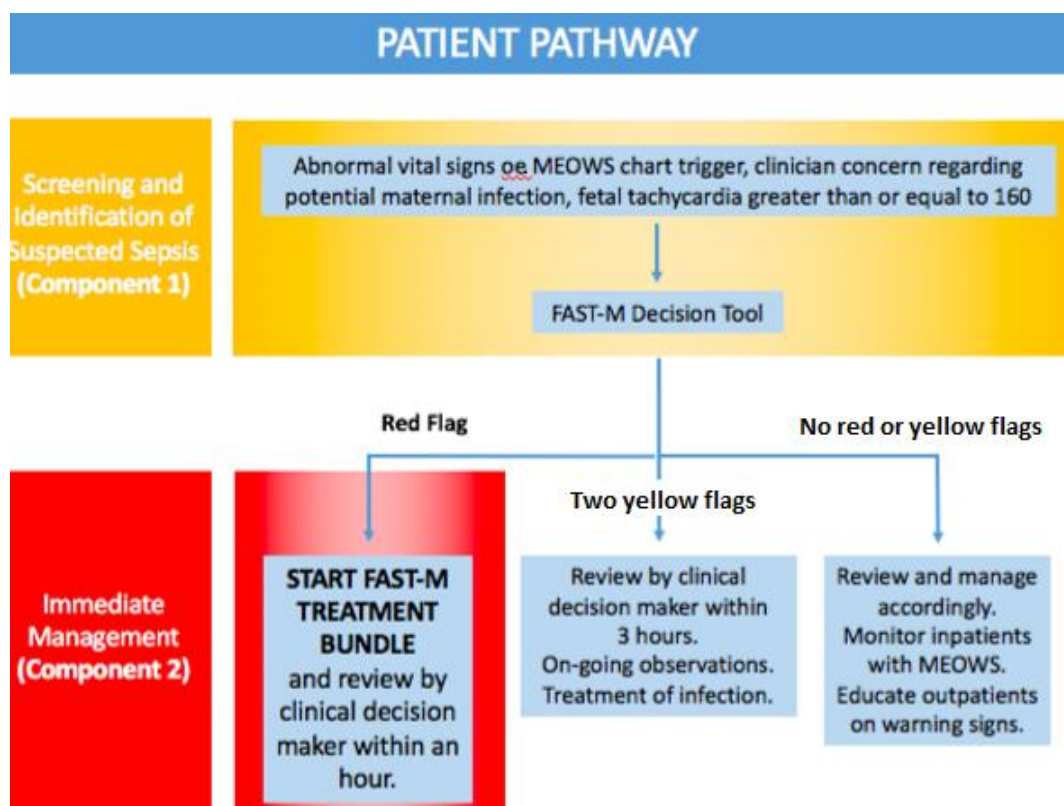 PATIENT PATHWAY
Screening and
Identification of
Suspected Sepsis
(Component 1)
Abnormal vital signs oe MEOWS chart trigger, clinician concern regarding
potential maternal infection, fetal tachycardia greater than or equal to 160
FAST-M Decision Tool
Red Flag
No red or yellow flags
Two yellow flags
Immediate
Management
(Component 2)
START FAST-M
TREATMENT
BUNDLE
and review by
clinical decision
maker within an
hour.
Review by clinical
decision maker within
3 hours.
On-going observations.
Treatment of infection.
Review and manage
accordingly.
Monitor inpatients
with MEOWS.
Educate outpatients
on warning signs.